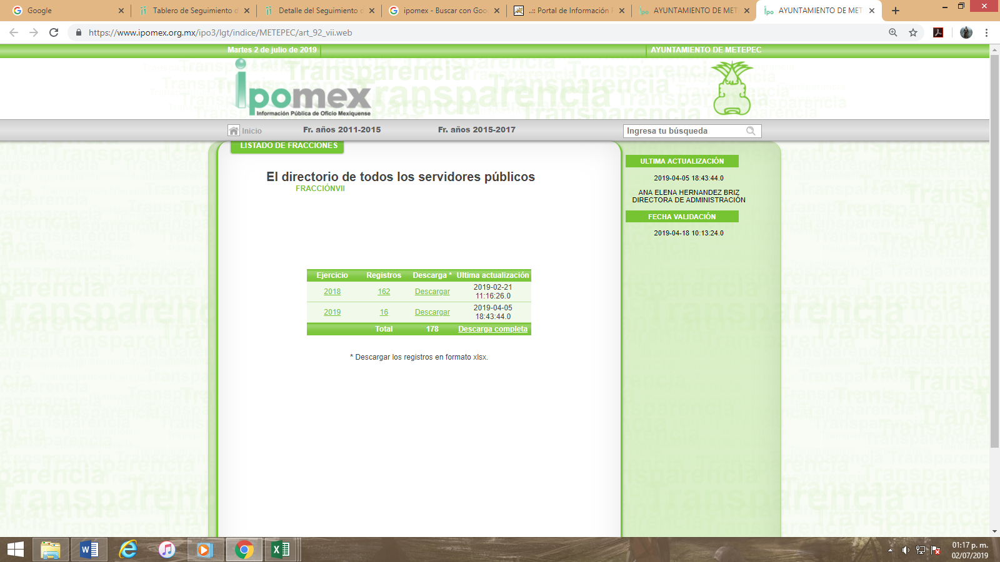 Google
Tablero de Seguimiento d
Detalle del Seguimiento d
ipomex - Buscar con Goo
..:: Portal de Información
AYUNTAMIENTO DE MET
AYUNTAMIENTO DE MET
https://www.ipomex.org.mx/ipo3/lgt/indice/METEPEC/art_92_vii.web
Martes 2 de julio de 2019
AYUNTAMIENTO DE METEPEC
Transparencia
ipomex
Información Pública de Oficio Mexiquense
Inicio
Fr. años 2011-2015
Fr. años 2015-2017
Ingresa tu búsqueda
LISTADO DE FRACCIONES
El directorio de todos los servidores públicos
FRACCIÓNVII
ULTIMA ACTUALIZACIÓN
2019-04-05 18:43:44.0
ANA ELENA HERNANDEZ BRIZ
DIRECTORA DE ADMINISTRACIÓN
FECHA VALIDACIÓN
2019-04-18 10:13:24.0
Ejercicio Registros Descarga * Ultima actualización
2018 162 Descargar 2019-02-21
11:16:26.0
2019 16 Descargar 2019-04-05
18:43:44.0
Total 178 Descarga completa
* Descargar los registros en formato xlsx.
01:17 p. m.
02/07/2019